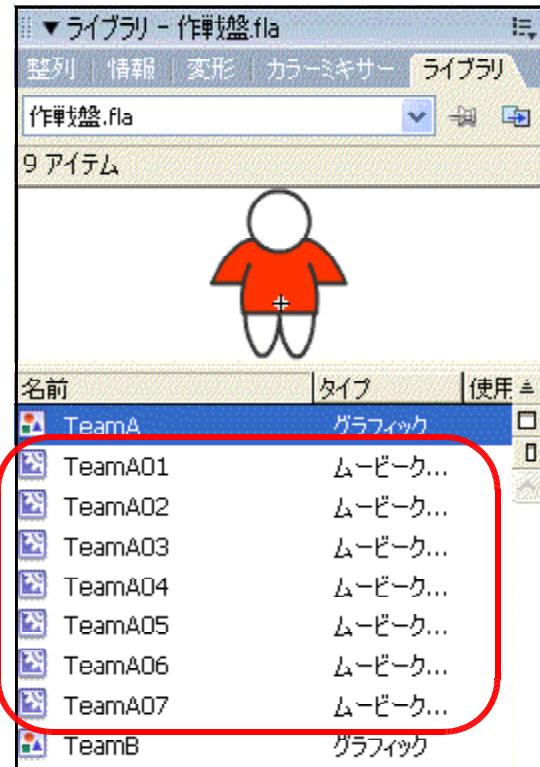 ▼ ライブラリ - 作戦盤.fla
整列 情報 変形 カラーミキサー ライブラリ
作戦盤.fla
9 アイテム
名前 タイプ 使用
TeamA グラフィック
TeamA01 ムービーク...
TeamA02 ムービーク...
TeamA03 ムービーク...
TeamA04 ムービーク...
TeamA05 ムービーク...
TeamA06 ムービーク...
TeamA07 ムービーク...
TeamB グラフィック